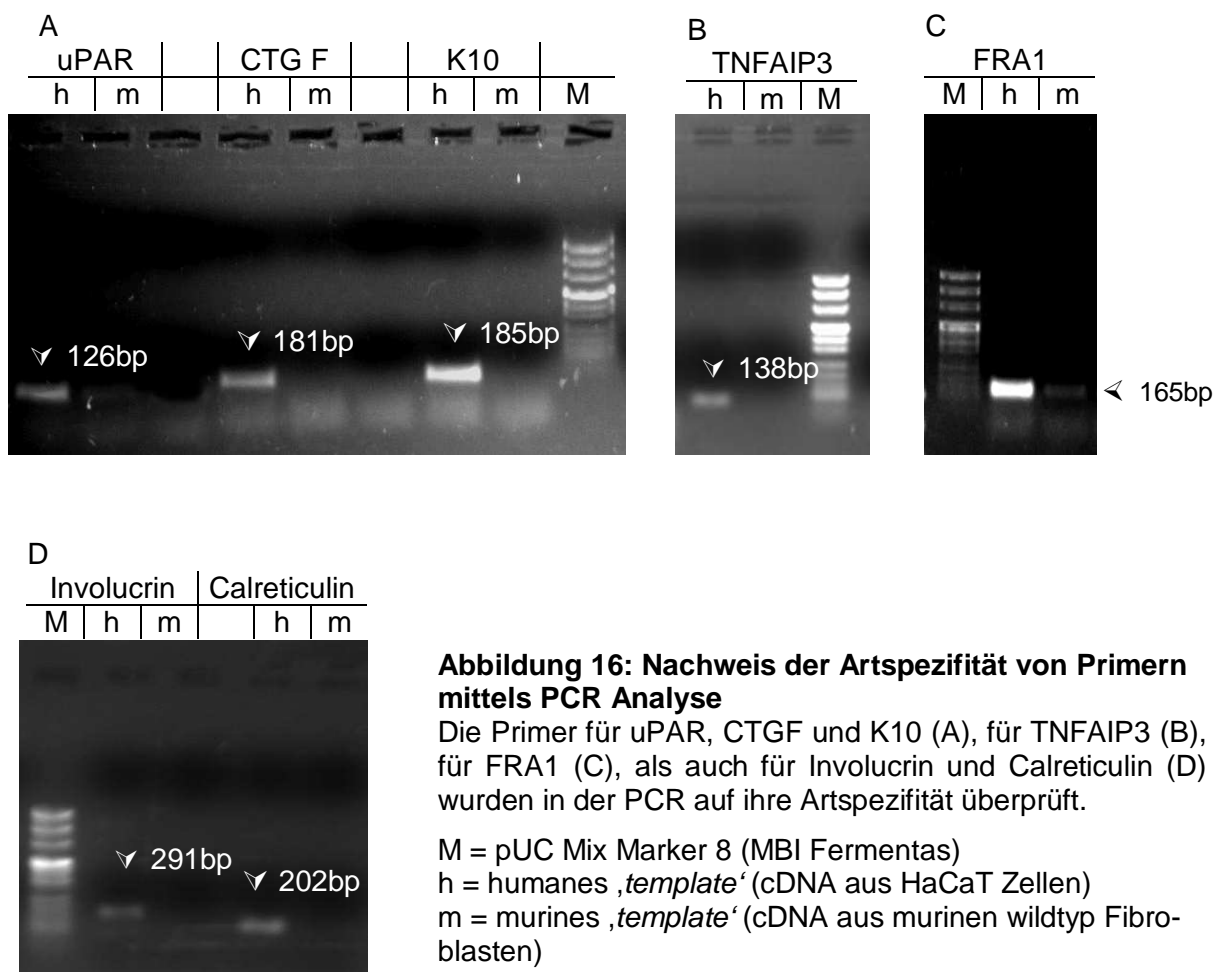 A
uPAR CTG F K10
h m h m h m M
126bp 181bp 185bp
B
TNFAIP3
h m M
138bp
C
FRA1
M h m
165bp
D
Involucrin Calreticulin
M h m h m
291bp 202bp
Abbildung 16: Nachweis der Artspezifität von Primern
mittels PCR Analyse
Die Primer für uPAR, CTGF und K10 (A), für TNFAIP3 (B),
für FRA1 (C), als auch für Involucrin und Calreticulin (D)
wurden in der PCR auf ihre Artspezifität überprüft.
M = pUC Mix Marker 8 (MBI Fermentas)
h = humanes ‚template‘ (cDNA aus HaCaT Zellen)
m = murines ‚template‘ (cDNA aus murinen wildtyp Fibro-
blasten)